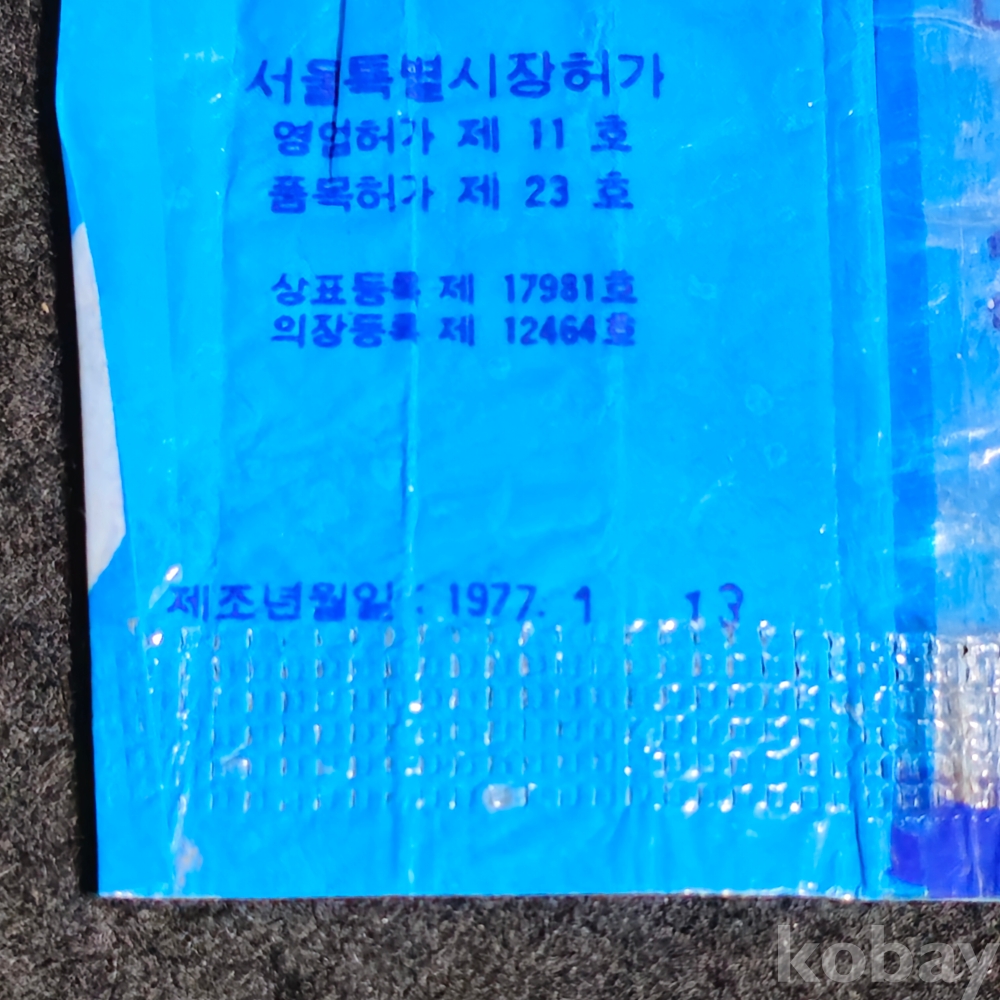 서울특별시장허가
영업허가 제 11 호
품목허가 제 23 호
상표등록 제 17981호
의장등록 제 12464호
제조년월일 : 1977. 1 13
kobay